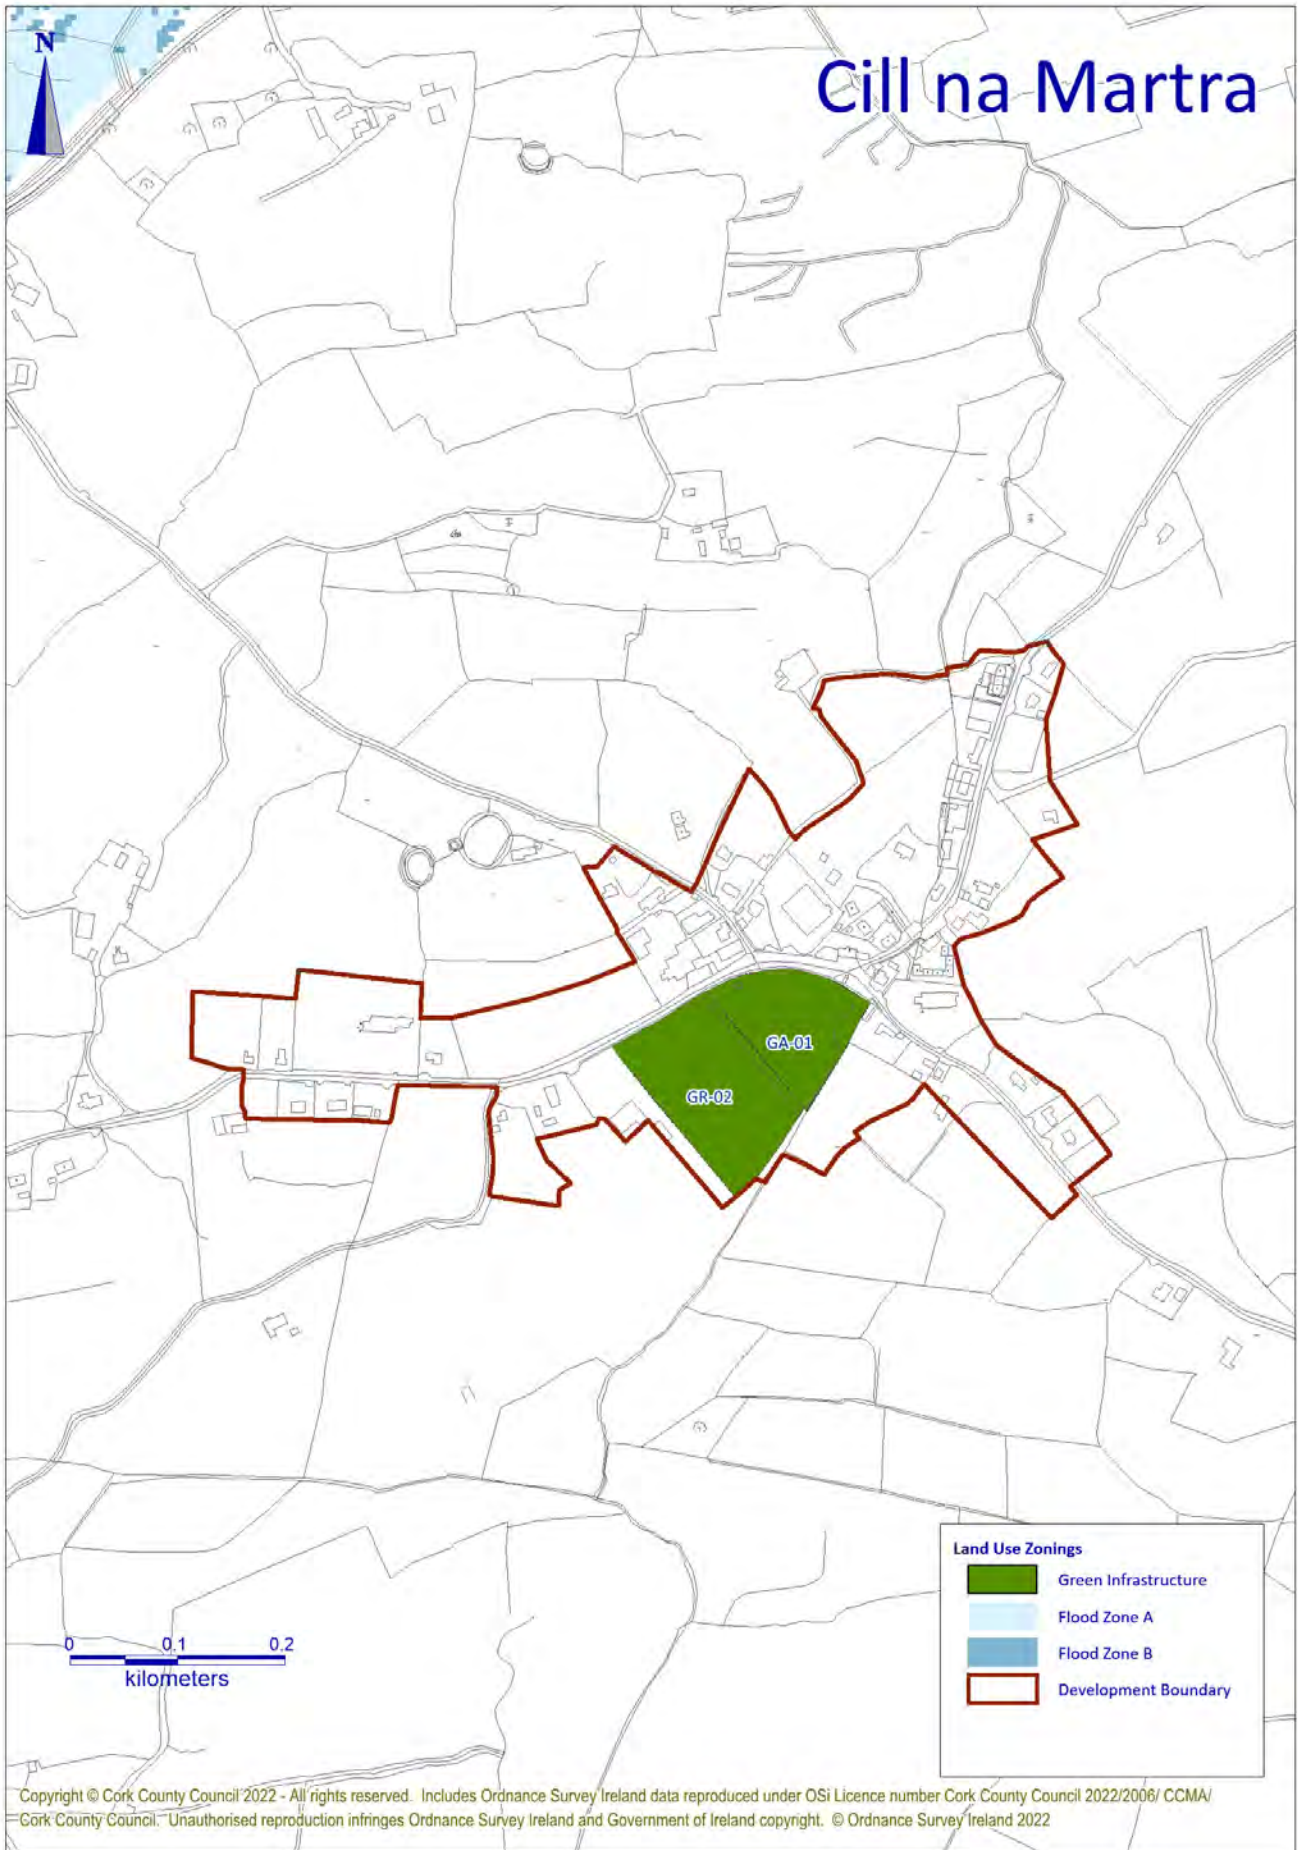 N
Cill na Martra
GA-01
GR-02
Land Use Zonings
Green Infrastructure
Flood Zone A
Flood Zone B
Development Boundary
0 0.1 0.2
kilometers
Copyright © Cork County Council 2022 - All rights reserved. Includes Ordnance Survey Ireland data reproduced under OSi Licence number Cork County Council 2022/2006/ CCMA/
Cork County Council. Unauthorised reproduction infringes Ordnance Survey Ireland and Government of Ireland copyright. © Ordnance Survey Ireland 2022